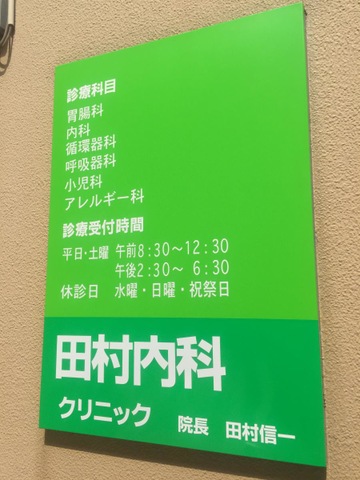 診療科目
胃腸科
内科
循環器科
呼吸器科
小児科
アレルギー科
診療受付時間
平日・土曜 午前8:30～12:30
午後2:30～ 6:30
休診日 水曜・日曜・祝祭日
田村内科
クリニック 院長 田村信一